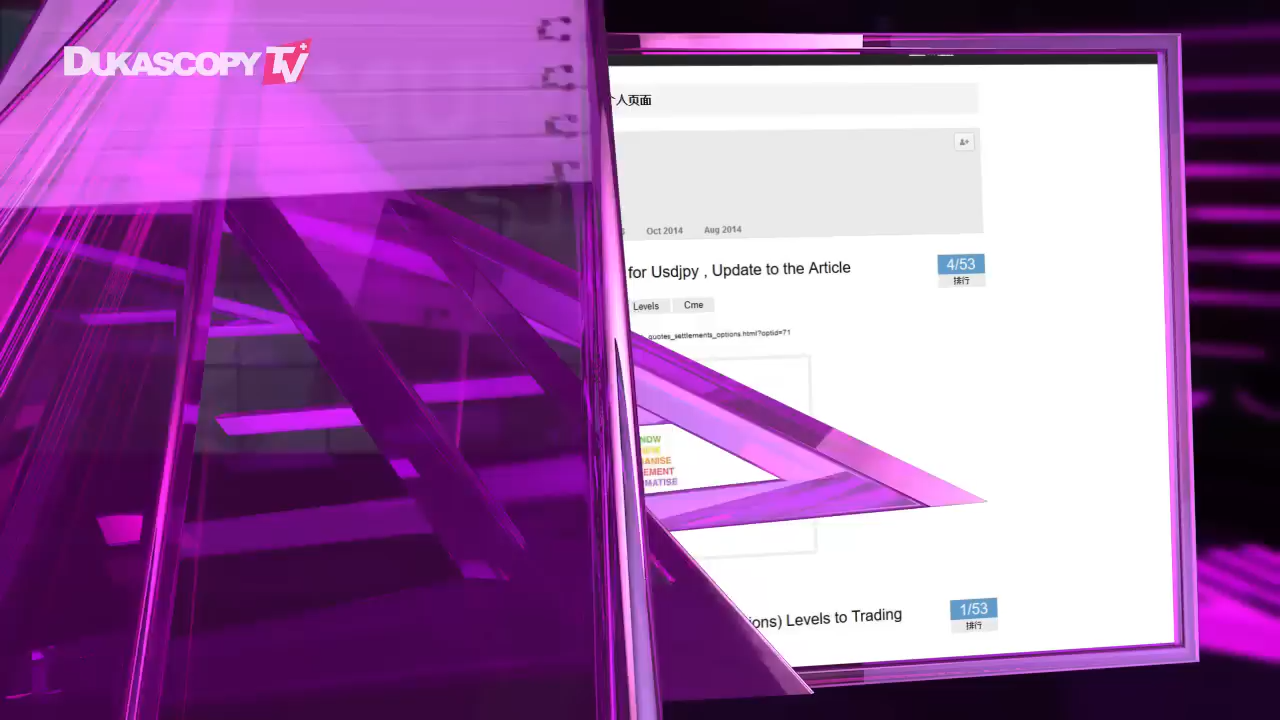 DUKASCOPY TV
个人页面
Oct 2014 Aug 2014
for Usdjpy , Update to the Article
4/53
排行
Levels Cme
quotes_settlements_options.html?optid=71
NOW
ANISE
EMENT
MATISE
1/53
ions) Levels to Trading
排行